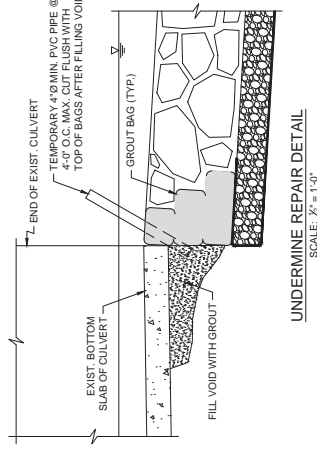 END OF EXIST. CULVERT
TEMPORARY 4"Ø MIN. PVC PIPE @
4'-0" O.C. MAX. CUT FLUSH WITH
TOP OF BAGS AFTER FILLING VOID
GROUT BAG (TYP.)
EXIST. BOTTOM
SLAB OF CULVERT
FILL VOID WITH GROUT
UNDERMINE REPAIR DETAIL
SCALE: ½" = 1'-0"